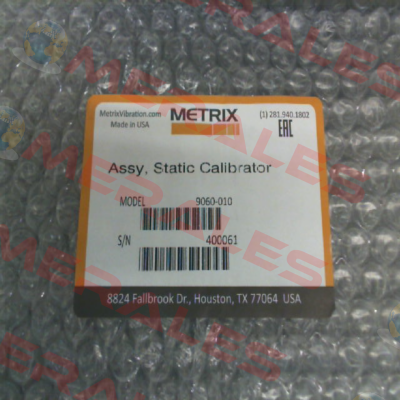 MetrixVibration.com
Made in USA
METRIX
(1) 281.940.1802
EAC
Assy, Static Calibrator
MODEL 9060-010
S/N 400061
8824 Fallbrook Dr., Houston, TX 77064 USA
MERALES